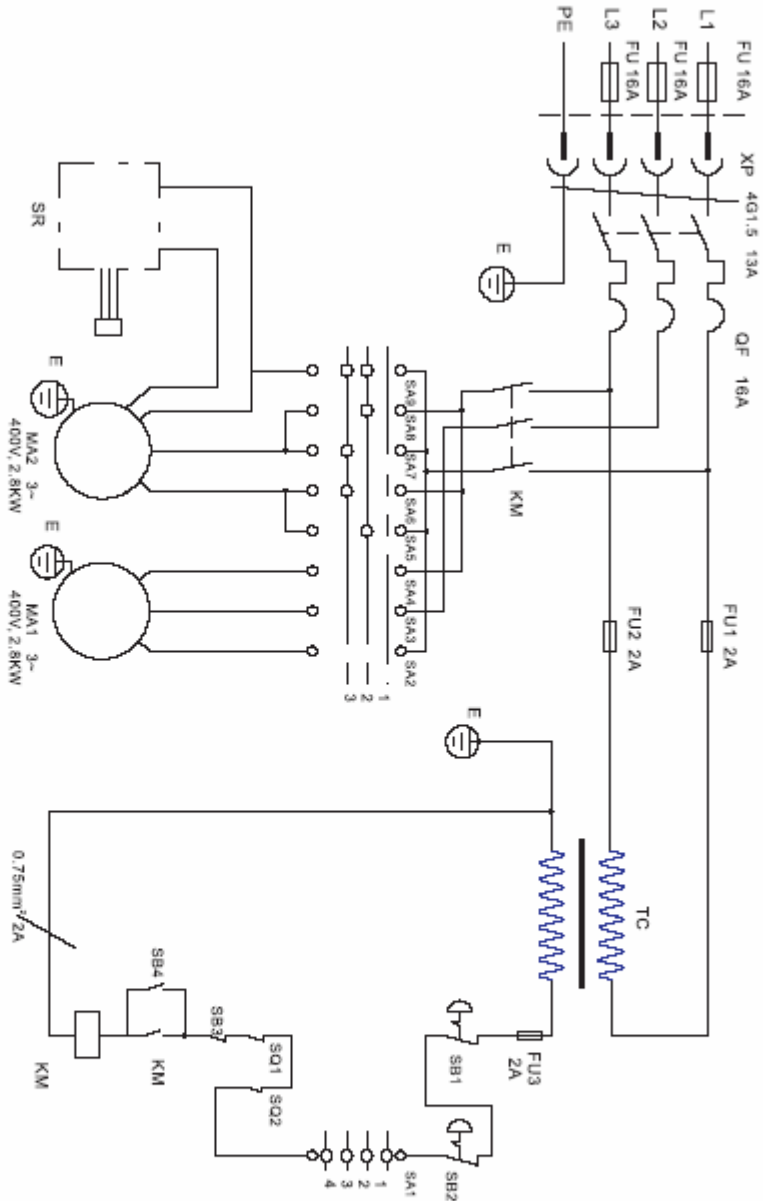 L1
L2
L3
PE
FU 16A
FU 16A
FU 16A
XP
4G1.5 13A
QF 16A
E
KM
FU1 2A
FU2 2A
TC
SR
SA9
SA8
SA7
SA6
SA5
SA4
SA3
SA2
1
2
3
E
MA2 3~
400V, 2.8KW
E
MA1 3~
400V, 2.8KW
E
FU3
2A
SB1
SB2
SA1
1
2
3
4
SQ1
SQ2
SB3
SB4
KM
KM
0.75mm² 2A